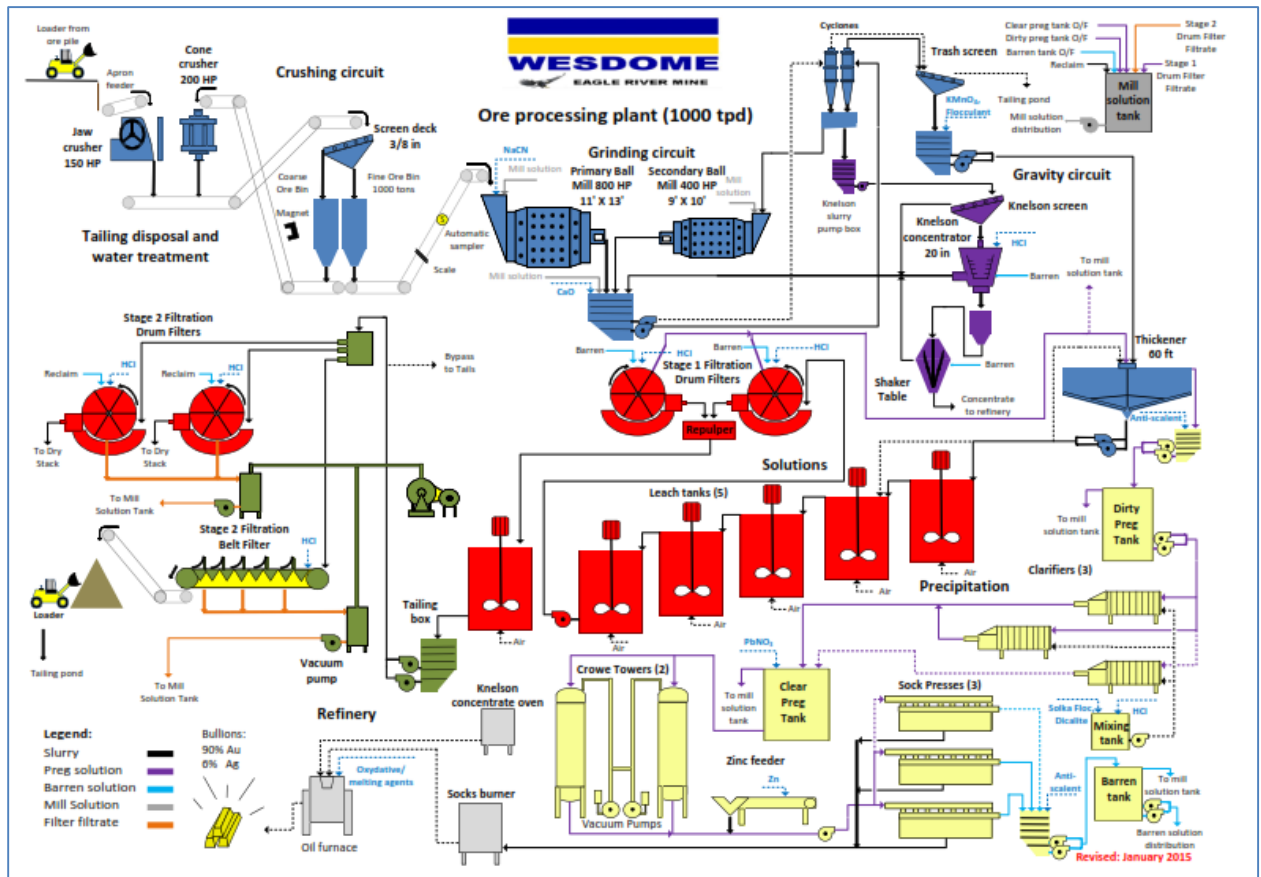 Loader from
ore pile
Apron
feeder
Jaw
crusher
150 HP
Cone
crusher
200 HP
Crushing circuit
Screen deck
3/8 in
Coarse
Ore Bin
Fine Ore Bin
1000 tons
Magnet
Automatic
sampler
S
Scale
WESDOME
EAGLE RIVER MINE
Ore processing plant (1000 tpd)
Grinding circuit
NaCN
Mill solution
Primary Ball
Mill 800 HP
11' X 13'
Secondary Ball
Mill 400 HP
9' X 10'
Mill
solution
Mill solution
CaO
Cyclones
Trash screen
Tailing pond
KMnO₄,
Flocculant
Knelson
slurry
pump box
Clear preg tank O/F
Dirty preg tank O/F
Barren tank O/F
Reclaim
Stage 2
Drum Filter
Filtrate
Stage 1
Drum Filter
Filtrate
Mill
solution
tank
Mill solution
distribution
Gravity circuit
Knelson screen
Knelson
concentrator
20 in
HCl
Barren
To mill
solution tank
Shaker
Table
Barren
Concentrate
to refinery
Thickener
60 ft
Anti-scalent
Tailing disposal and
water treatment
Stage 2 Filtration
Drum Filters
Reclaim
HCl
Reclaim
HCl
To Dry
Stack
To Dry
Stack
Bypass
to Tails
To Mill
Solution Tank
Stage 2 Filtration
Belt Filter
HCl
Loader
Tailing pond
To Mill
Solution Tank
Vacuum
pump
Tailing
box
Barren
HCl
Barren
HCl
Stage 1 Filtration
Drum Filters
Repulper
Solutions
Leach tanks (5)
Air
Air
Air
Air
Air
Air
To mill
solution tank
Dirty
Preg
Tank
Precipitation
Clarifiers (3)
PbNO₃
To mill
solution
tank
Clear
Preg
Tank
Crowe Towers (2)
Vacuum Pumps
Zinc feeder
Zn
Sock Presses (3)
Solka Floc,
Dicalite
HCl
Mixing
tank
Anti-
scalent
Barren
tank
To mill
solution tank
Barren solution
distribution
Revised: January 2015
Refinery
Knelson
concentrate oven
Oxydative/
melting agents
Socks burner
Oil furnace
Bullions:
90% Au
6% Ag
Legend:
Slurry
Preg solution
Barren solution
Mill Solution
Filter filtrate